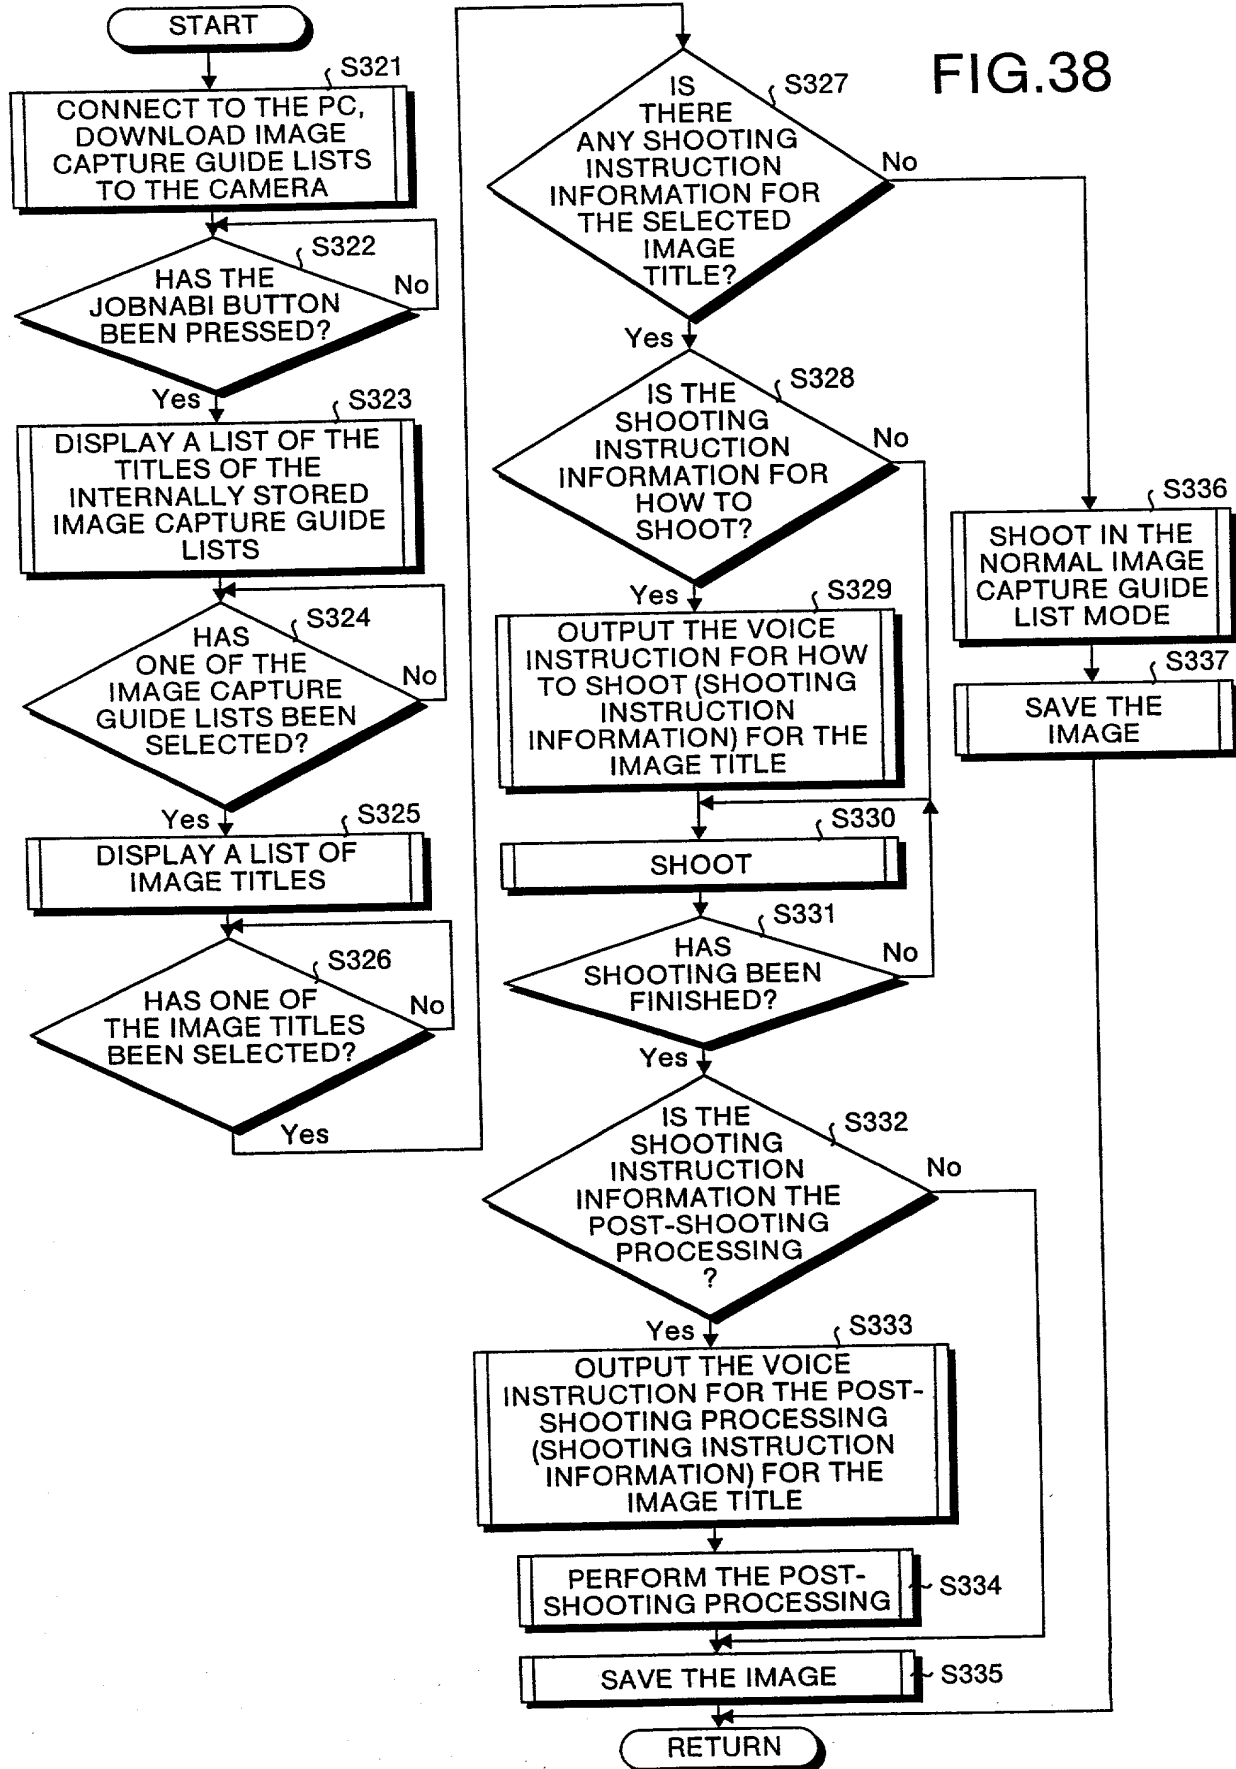 START
FIG.38
S321
CONNECT TO THE PC,
DOWNLOAD IMAGE
CAPTURE GUIDE LISTS
TO THE CAMERA
S322
HAS THE
JOBNABI BUTTON
BEEN PRESSED?
No
Yes
S323
DISPLAY A LIST OF THE
TITLES OF THE
INTERNALLY STORED
IMAGE CAPTURE GUIDE
LISTS
S324
HAS
ONE OF THE
IMAGE CAPTURE
GUIDE LISTS BEEN
SELECTED?
No
Yes
S325
DISPLAY A LIST OF
IMAGE TITLES
S326
HAS ONE OF
THE IMAGE TITLES
BEEN SELECTED?
No
Yes
S327
IS
THERE
ANY SHOOTING
INSTRUCTION
INFORMATION FOR
THE SELECTED
IMAGE
TITLE?
No
Yes
S328
IS THE
SHOOTING
INSTRUCTION
INFORMATION FOR
HOW TO
SHOOT?
No
Yes
S329
OUTPUT THE VOICE
INSTRUCTION FOR HOW
TO SHOOT (SHOOTING
INSTRUCTION
INFORMATION) FOR THE
IMAGE TITLE
S330
SHOOT
S331
HAS
SHOOTING BEEN
FINISHED?
No
Yes
S332
IS THE
SHOOTING
INSTRUCTION
INFORMATION THE
POST-SHOOTING
PROCESSING
?
No
Yes
S333
OUTPUT THE VOICE
INSTRUCTION FOR THE POST-
SHOOTING PROCESSING
(SHOOTING INSTRUCTION
INFORMATION) FOR THE
IMAGE TITLE
PERFORM THE POST-
SHOOTING PROCESSING
S334
SAVE THE IMAGE
S335
RETURN
S336
SHOOT IN THE
NORMAL IMAGE
CAPTURE GUIDE
LIST MODE
S337
SAVE THE
IMAGE